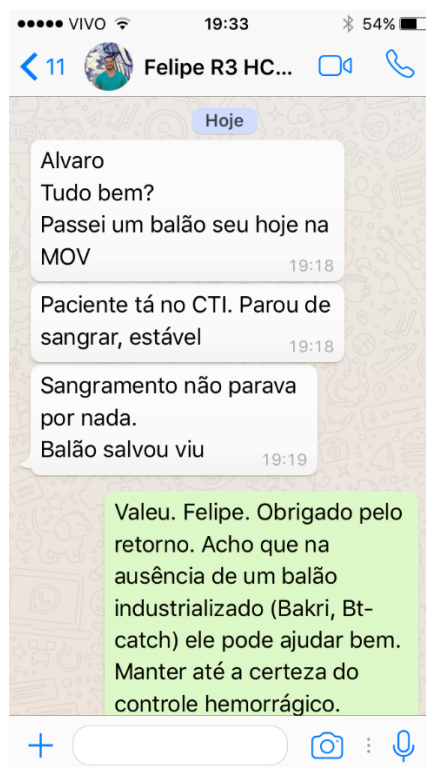 VIVO 19:33 54%
11 Felipe R3 HC...
Hoje
Alvaro
Tudo bem?
Passei um balão seu hoje na
MOV
19:18
Paciente tá no CTI. Parou de
sangrar, estável
19:18
Sangramento não parava
por nada.
Balão salvou viu
19:19
Valeu. Felipe. Obrigado pelo
retorno. Acho que na
ausência de um balão
industrializado (Bakri, Bt-
catch) ele pode ajudar bem.
Manter até a certeza do
controle hemorrágico.